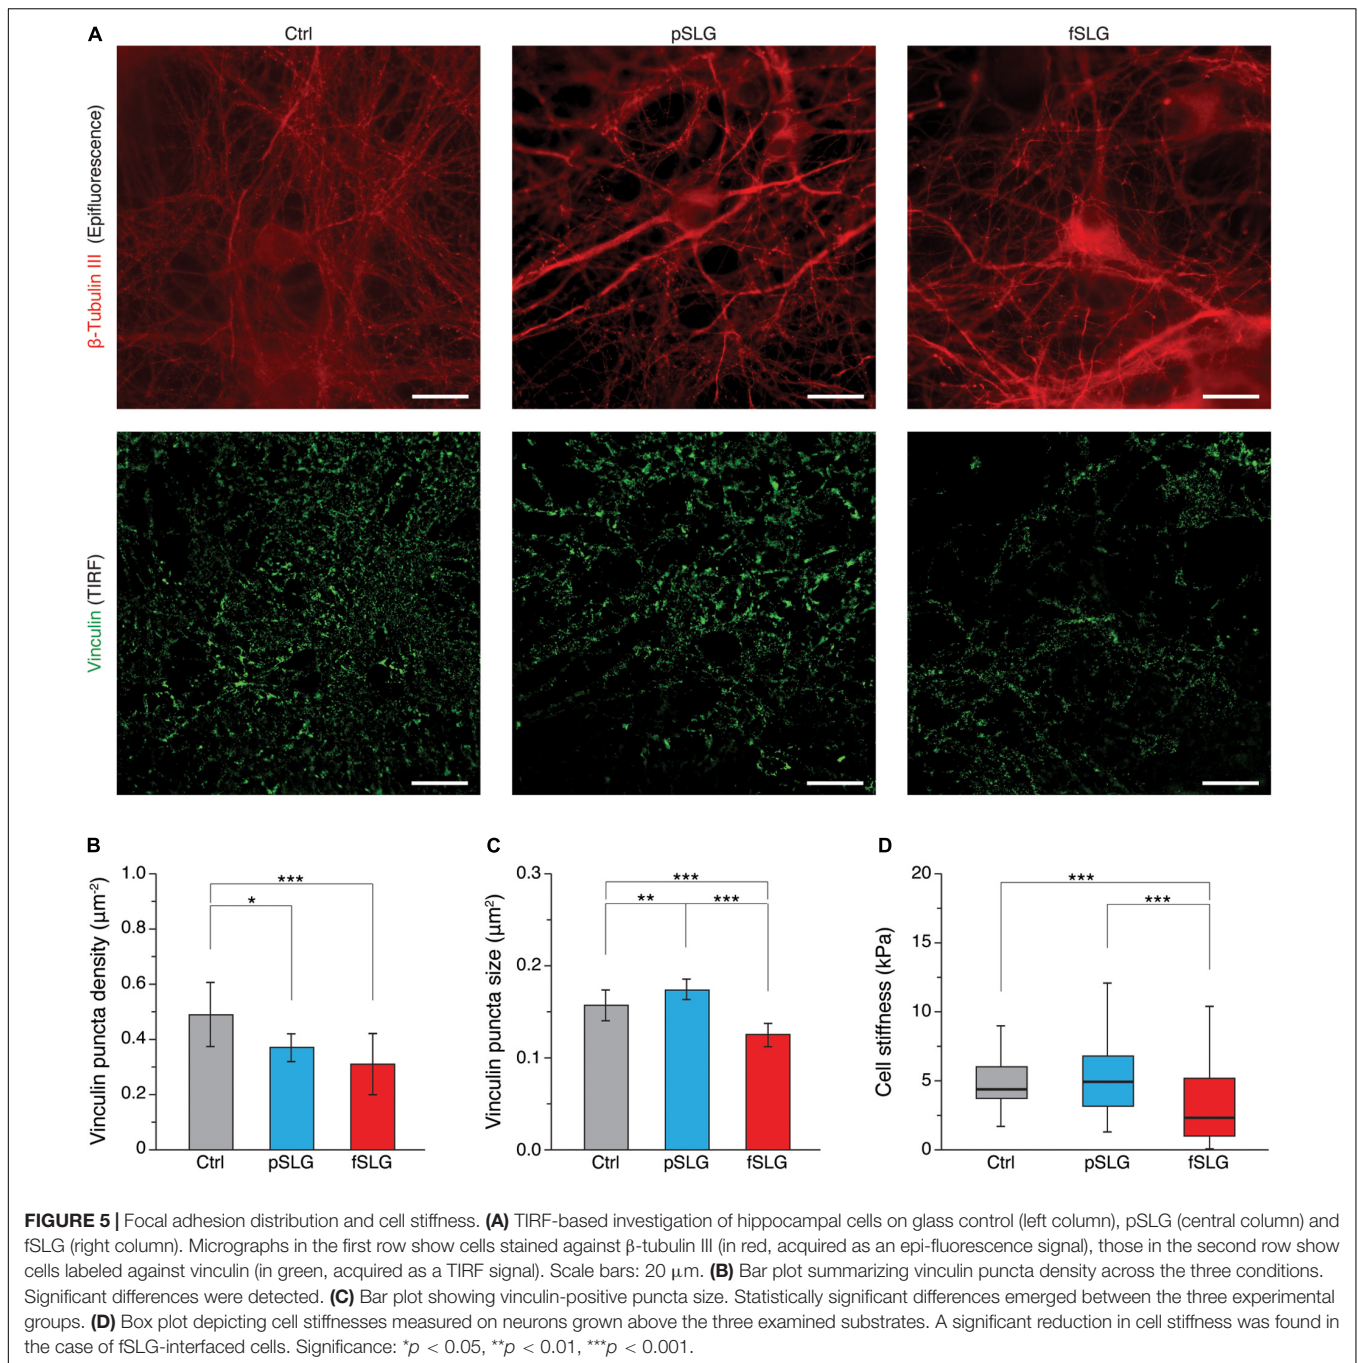 A
Ctrl
pSLG
fSLG
β-Tubulin III (Epifluorescence)
Vinculin (TIRF)
B
Vinculin puncta density (μm-2)
1.0
0.8
0.6
0.4
0.2
0
***
*
Ctrl
pSLG
fSLG
C
Vinculin puncta size (μm2)
0.3
0.2
0.1
0.0
***
**
***
Ctrl
pSLG
fSLG
D
Cell stiffness (kPa)
20
15
10
5
0
***
***
Ctrl
pSLG
fSLG
FIGURE 5 | Focal adhesion distribution and cell stiffness. (A) TIRF-based investigation of hippocampal cells on glass control (left column), pSLG (central column) and
fSLG (right column). Micrographs in the first row show cells stained against β-tubulin III (in red, acquired as an epi-fluorescence signal), those in the second row show
cells labeled against vinculin (in green, acquired as a TIRF signal). Scale bars: 20 μm. (B) Bar plot summarizing vinculin puncta density across the three conditions.
Significant differences were detected. (C) Bar plot showing vinculin-positive puncta size. Statistically significant differences emerged between the three experimental
groups. (D) Box plot depicting cell stiffnesses measured on neurons grown above the three examined substrates. A significant reduction in cell stiffness was found in
the case of fSLG-interfaced cells. Significance: *p < 0.05, **p < 0.01, ***p < 0.001.